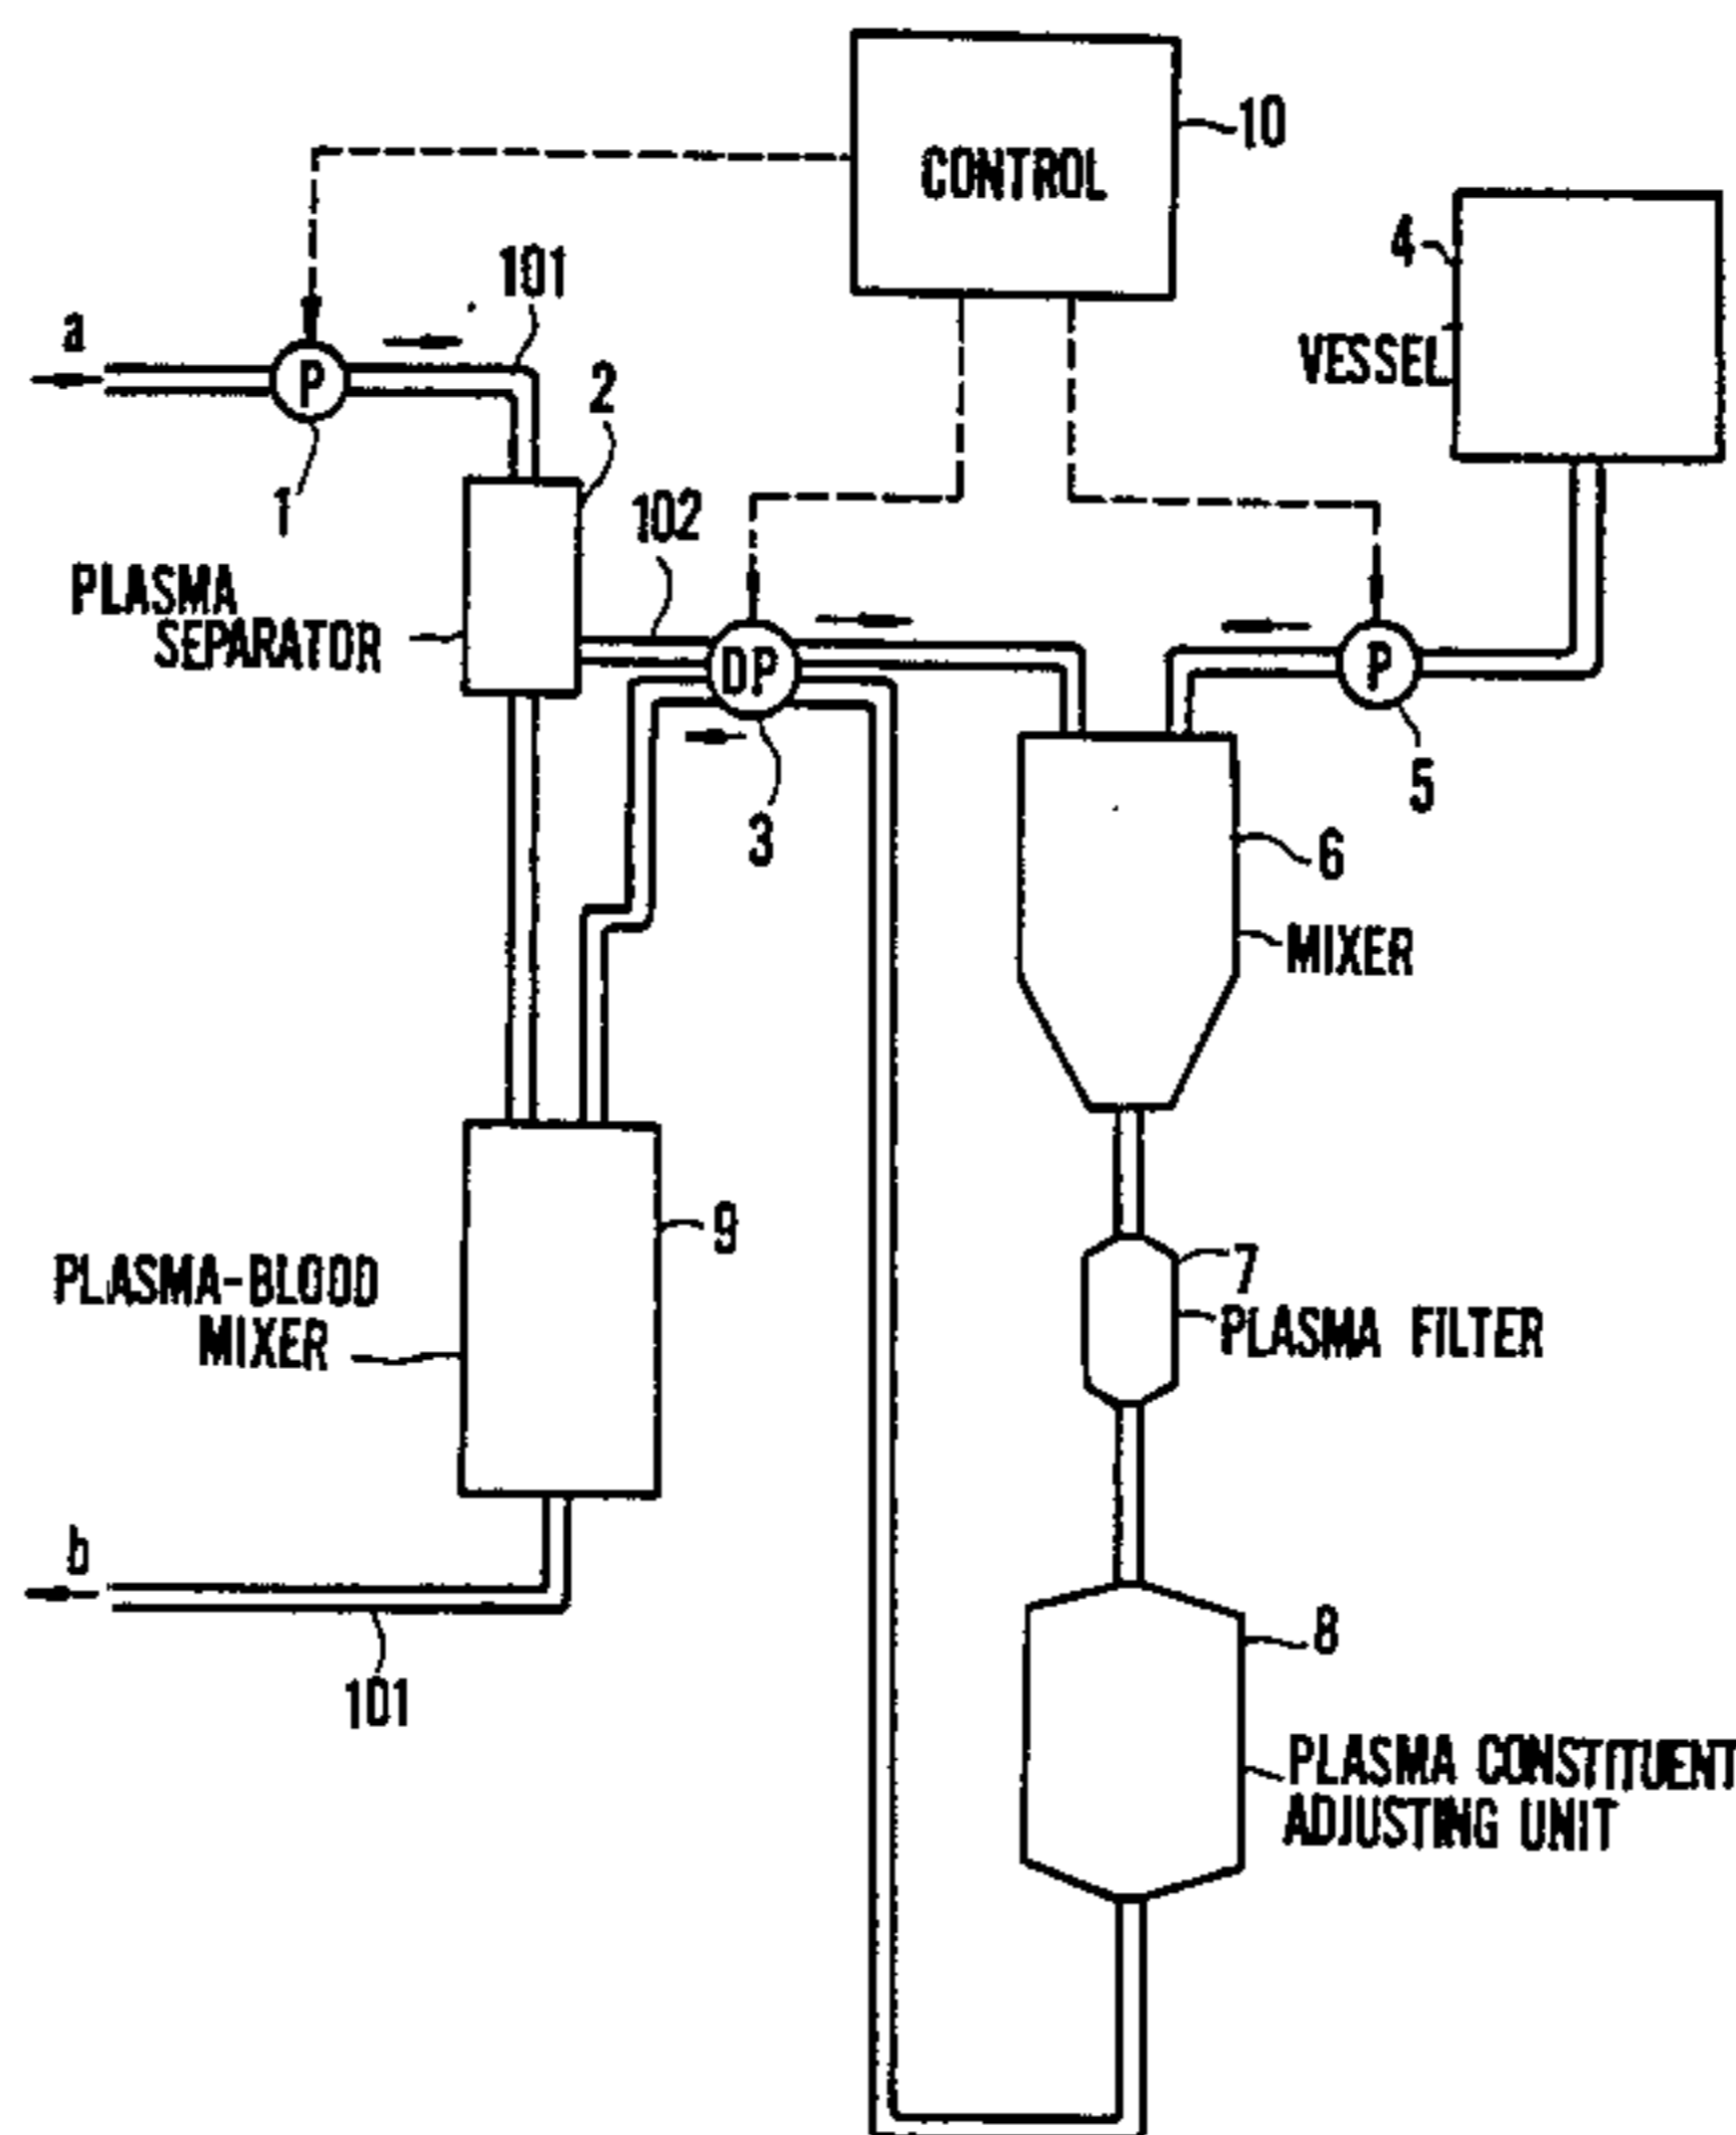 10
CONTROL
4
VESSEL
101
a
P
2
1
102
PLASMA
SEPARATOR
DP
P
3
5
6
MIXER
9
7
PLASMA FILTER
PLASMA-BLOOD
MIXER
b
8
101
PLASMA CONSTITUENT
ADJUSTING UNIT